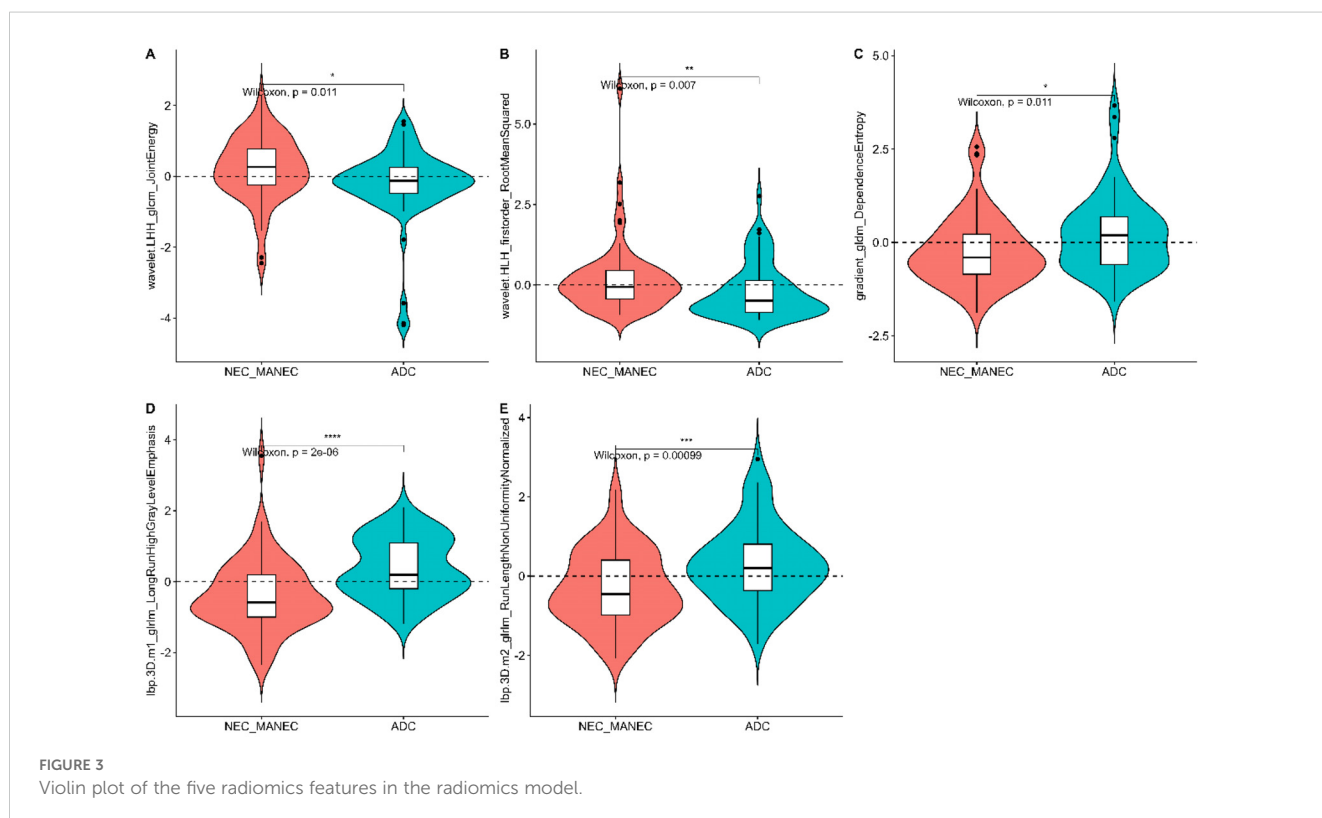 A
wavelet.LHH_glcm_JointEnergy
2
0
-2
-4
*
Wilcoxon, p = 0.011
NEC_MANEC
ADC
B
wavelet.HLH_firstorder_RootMeanSquared
5.0
2.5
0.0
**
Wilcoxon, p = 0.007
NEC_MANEC
ADC
C
gradient_gldm_DependenceEntropy
5.0
2.5
0.0
-2.5
*
Wilcoxon, p = 0.011
NEC_MANEC
ADC
D
lbp.3D.m1_glrlm_LongRunHighGrayLevelEmphasis
4
2
0
-2
****
Wilcoxon, p = 2e-06
NEC_MANEC
ADC
E
lbp.3D.m2_glrlm_RunLengthNonUniformityNormalized
4
2
0
-2
***
Wilcoxon, p = 0.00099
NEC_MANEC
ADC
FIGURE 3
Violin plot of the five radiomics features in the radiomics model.